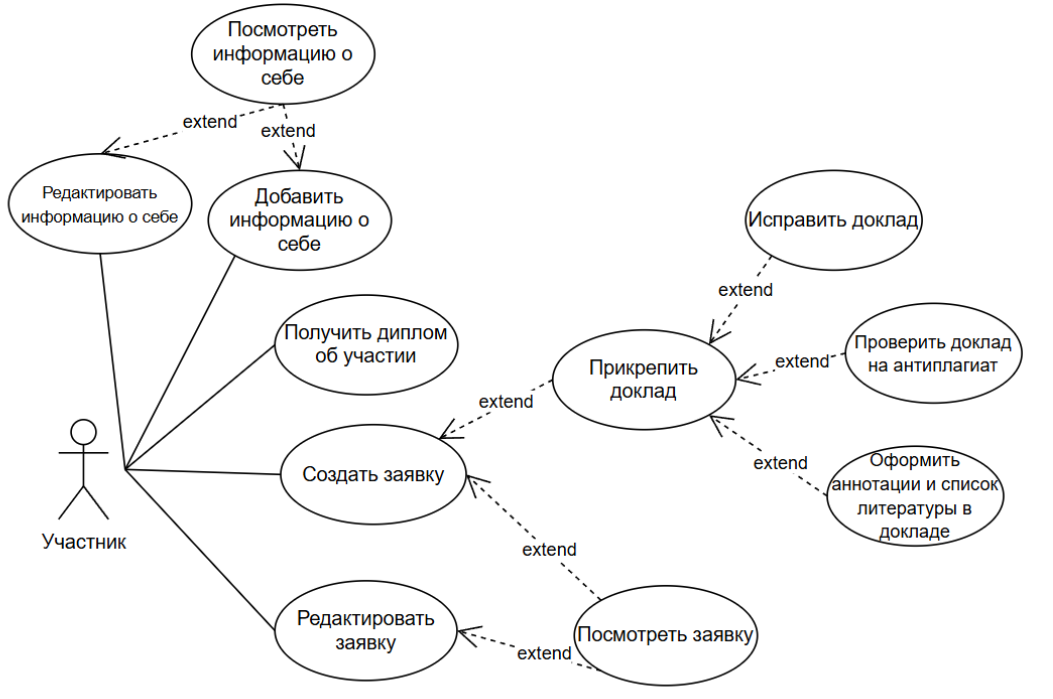 Посмотреть
информацию о
себе
extend
extend
Редактировать
информацию о себе
Добавить
информацию о
себе
Исправить доклад
extend
Получить диплом
об участии
Прикрепить
доклад
extend
Проверить доклад
на антиплагиат
extend
Создать заявку
extend
Оформить
аннотации и список
литературы в
докладе
Участник
extend
Редактировать
заявку
extend
Посмотреть заявку